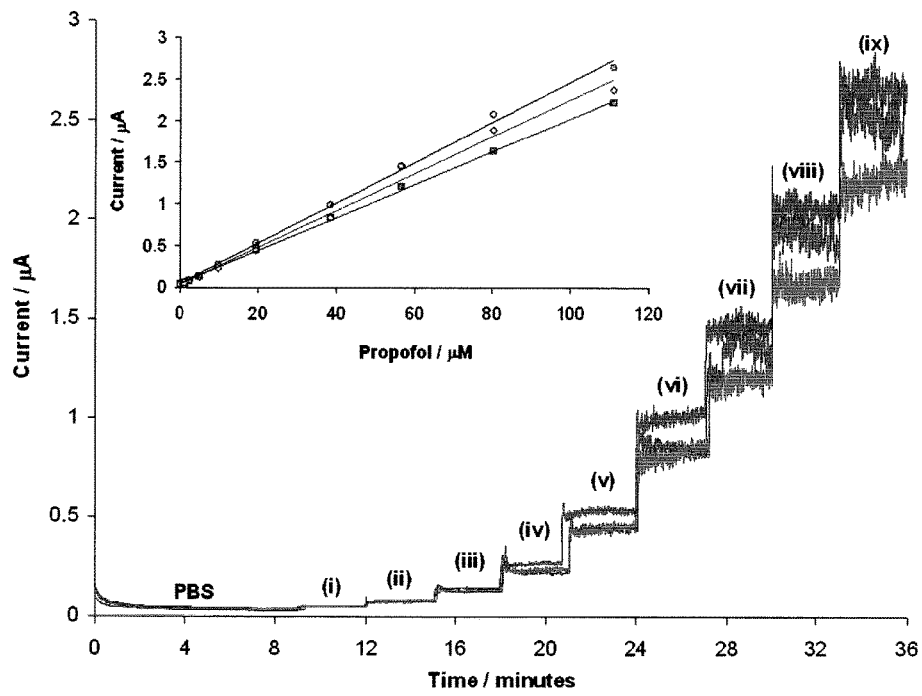 3
2.5
2
1.5
1
0.5
0
Current / µA
0
4
8
12
16
20
24
28
32
36
Time / minutes
PBS
(i)
(ii)
(iii)
(iv)
(v)
(vi)
(vii)
(viii)
(ix)
3
2.5
2
1.5
1
0.5
0
Current / µA
0
20
40
60
80
100
120
Propofol / µM